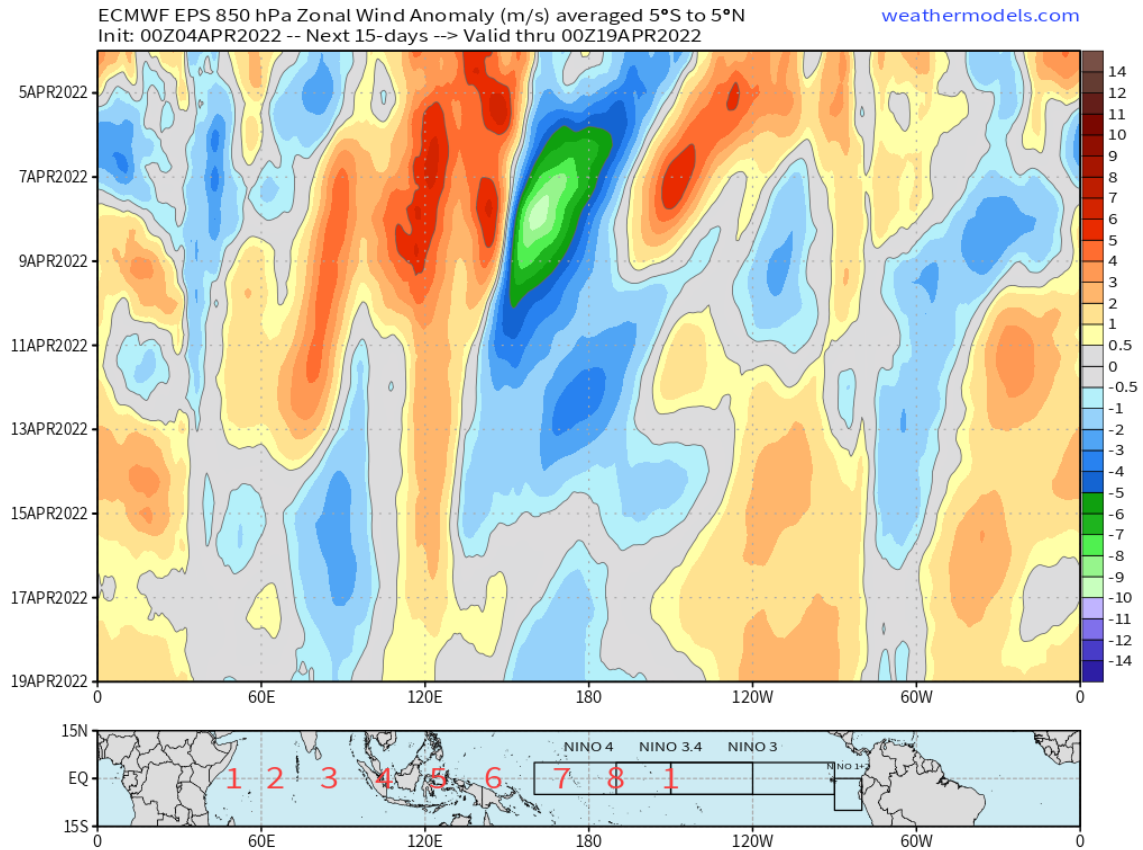 ECMWF EPS 850 hPa Zonal Wind Anomaly (m/s) averaged 5°S to 5°N
weathermodels.com
Init: 00Z04APR2022 -- Next 15-days --> Valid thru 00Z19APR2022
5APR2022
7APR2022
9APR2022
11APR2022
13APR2022
15APR2022
17APR2022
19APR2022
0 60E 120E 180 120W 60W 0
14
12
11
10
9
8
7
6
5
4
3
2
1
0.5
0
-0.5
-1
-2
-3
-4
-5
-6
-7
-8
-9
-10
-11
-12
-14
15N
NINO 4 NINO 3.4 NINO 3
NINO 1+2
EQ
1 2 3 4 5 6 7 8 1
15S
0 60E 120E 180 120W 60W 0